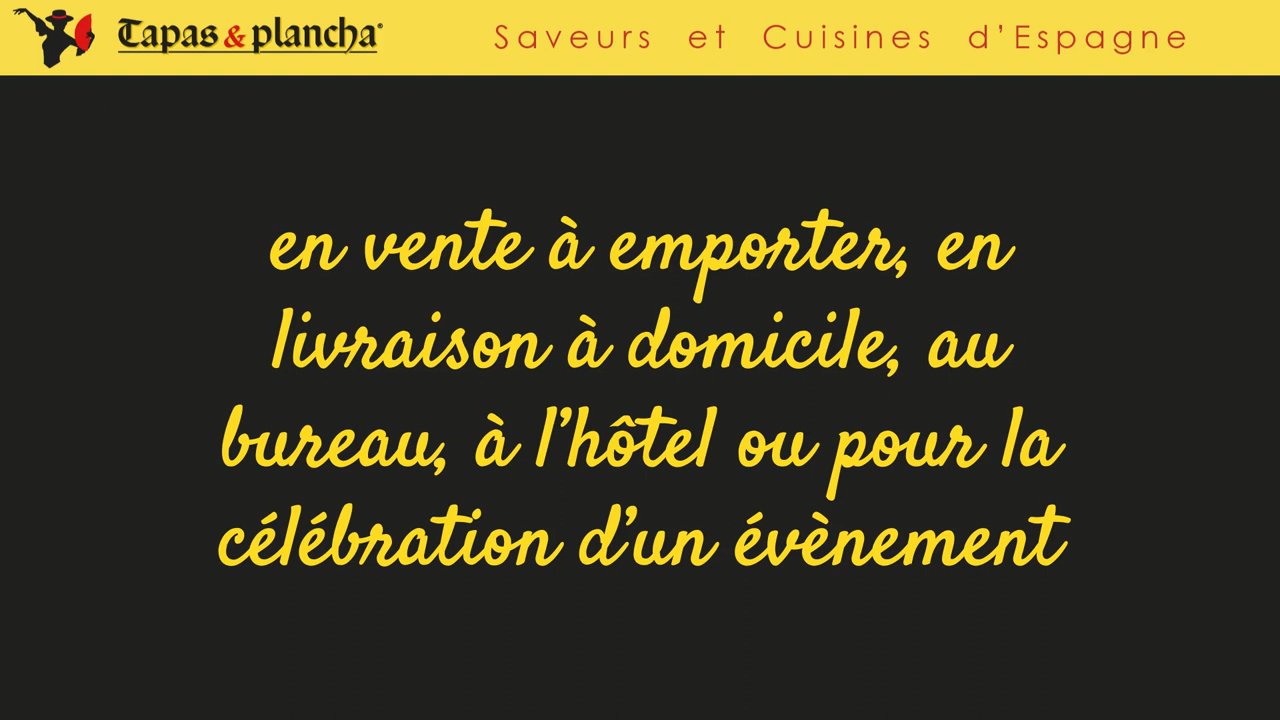 Tapas & plancha®
Saveurs et Cuisines d’Espagne
en vente à emporter, en
livraison à domicile, au
bureau, à l’hôtel ou pour la
célébration d’un évènement